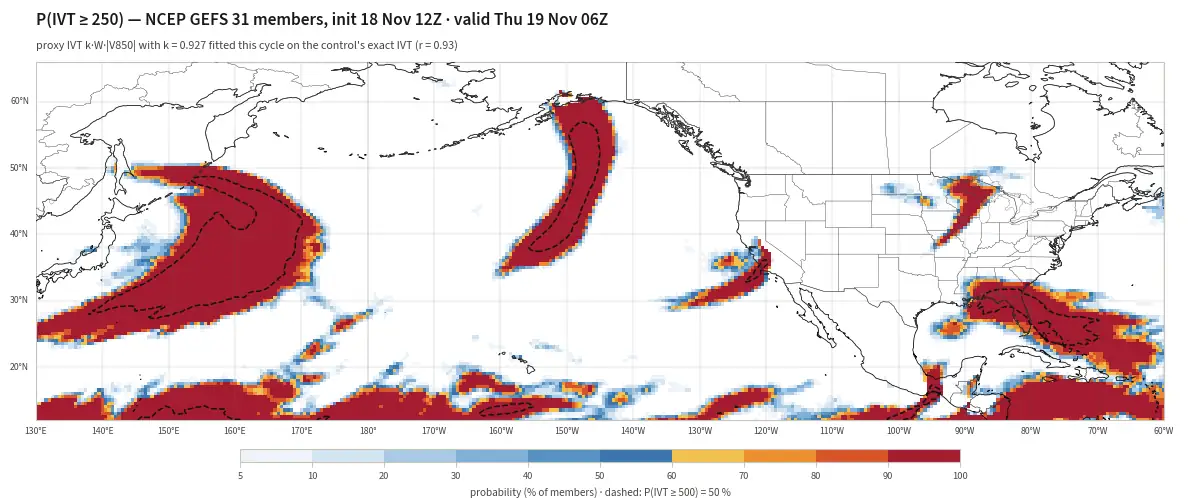 P(IVT ≥ 250) — NCEP GEFS 31 members, init 18 Nov 12Z · valid Thu 19 Nov 06Z
proxy IVT k·W·|V850| with k = 0.927 fitted this cycle on the control's exact IVT (r = 0.93)
60°N
50°N
40°N
30°N
20°N
130°E 140°E 150°E 160°E 170°E 180° 170°W 160°W 150°W 140°W 130°W 120°W 110°W 100°W 90°W 80°W 70°W 60°W
5 10 20 30 40 50 60 70 80 90 100
probability (% of members) · dashed: P(IVT ≥ 500) = 50 %